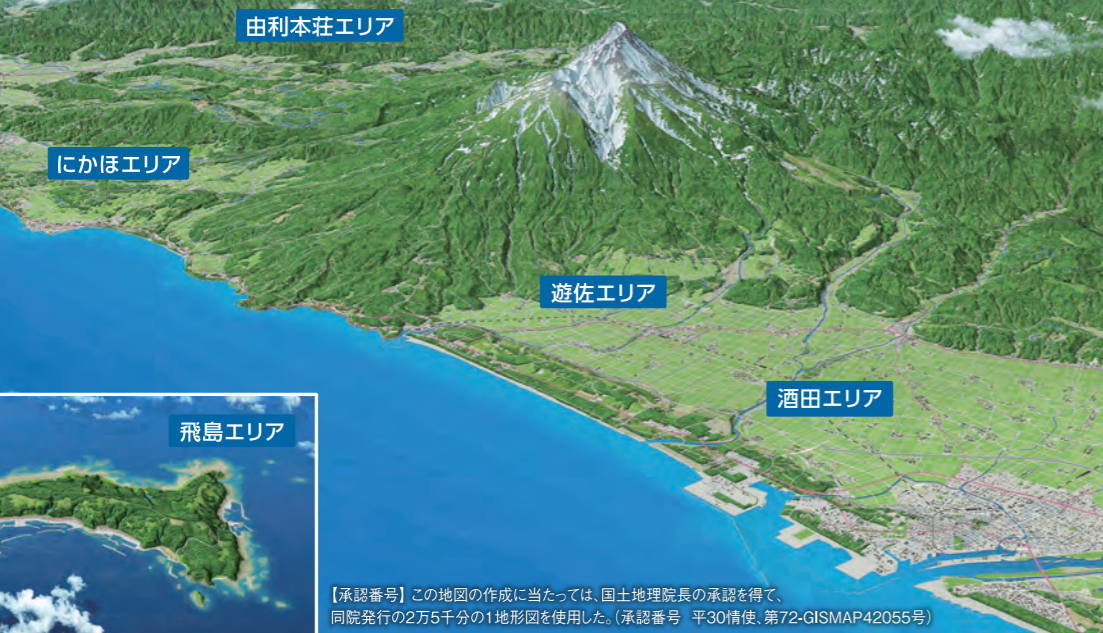 由利本荘エリア
にかほエリア
遊佐エリア
酒田エリア
飛島エリア
【承認番号】この地図の作成に当たっては、国土地理院長の承認を得て、
同院発行の2万5千分の1地形図を使用した。(承認番号 平30情使、第72-GISMAP42055号)